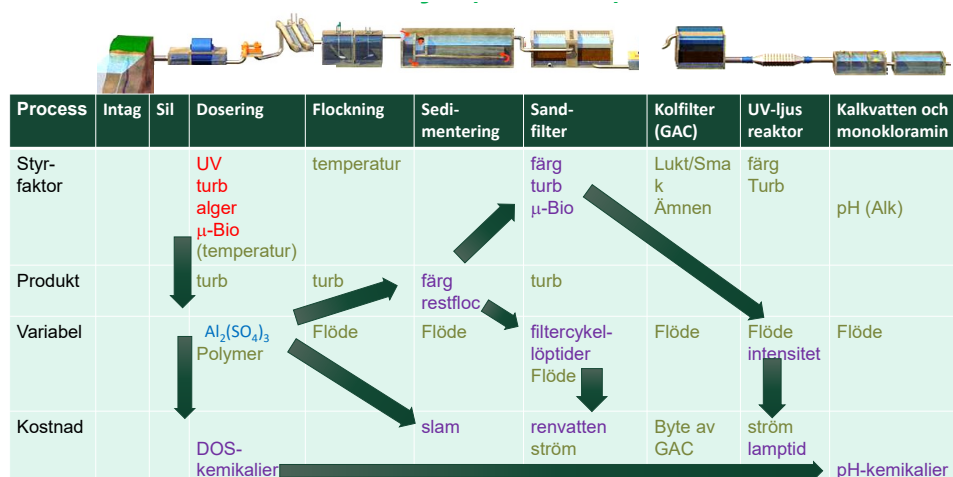 Process Intag Sil Dosering Flockning Sedi- Sand- Kolfilter UV-ljus Kalkvatten och
mentering filter (GAC) reaktor monokloramin
Styr- UV temperatur färg Lukt/Sma färg
faktor turb turb k Turb
alger μ-Bio Ämnen pH (Alk)
μ-Bio
(temperatur)
Produkt turb turb färg turb
restfloc
Variabel Al₂(SO₄)₃ Flöde Flöde filtercykel- Flöde Flöde Flöde
Polymer löptider intensitet
Flöde
Kostnad slam renvatten Byte av ström
DOS- ström GAC lamptid
kemikalier pH-kemikalier